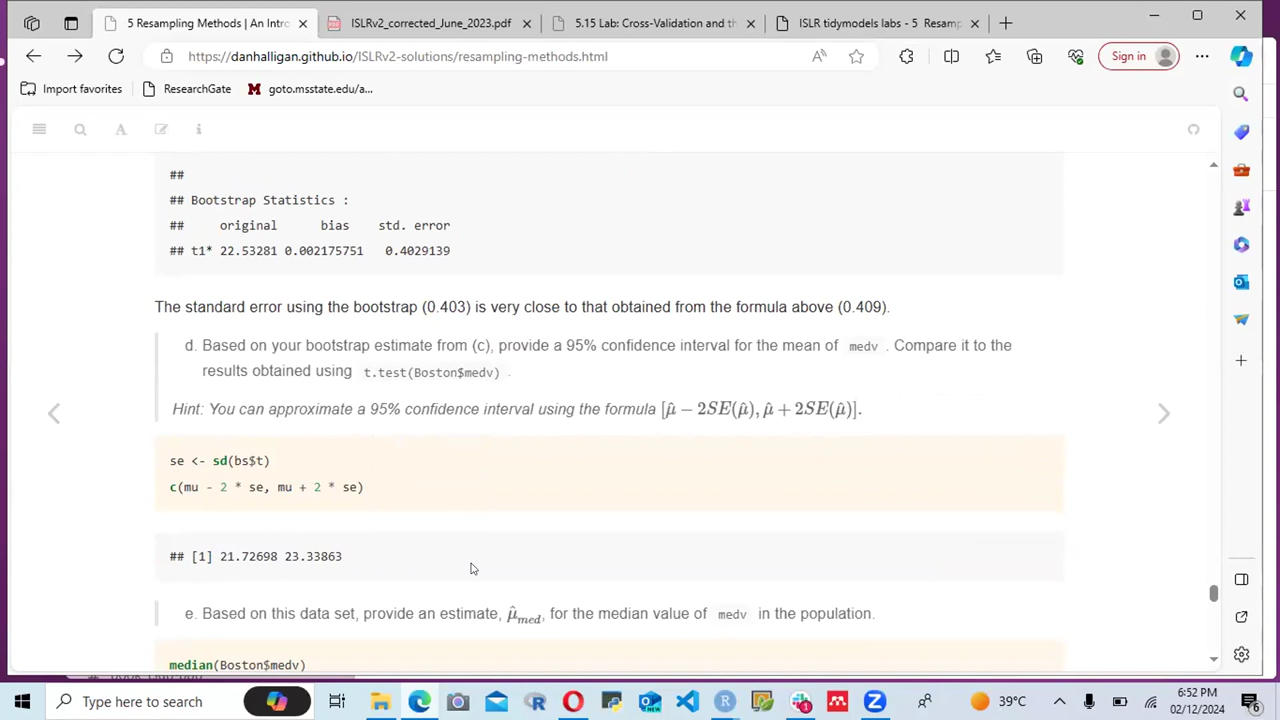 5 Resampling Methods | An Intro
ISLRv2_corrected_June_2023.pdf
5.15 Lab: Cross-Validation and th
ISLR tidymodels labs - 5 Resamp
https://danhalligan.github.io/ISLRv2-solutions/resampling-methods.html
Sign in
Import favorites
ResearchGate
goto.msstate.edu/a...
##
## Bootstrap Statistics :
## original bias std. error
## t1* 22.53281 0.002175751 0.4029139
The standard error using the bootstrap (0.403) is very close to that obtained from the formula above (0.409).
d. Based on your bootstrap estimate from (c), provide a 95% confidence interval for the mean of medv . Compare it to the
results obtained using t.test(Boston$medv) .
Hint: You can approximate a 95% confidence interval using the formula [μ̂ − 2SE(μ̂), μ̂ + 2SE(μ̂)].
se <- sd(bs$t)
c(mu - 2 * se, mu + 2 * se)
## [1] 21.72698 23.33863
e. Based on this data set, provide an estimate, μ̂med, for the median value of medv in the population.
median(Boston$medv)
Type here to search
39°C
6:52 PM
02/12/2024
6